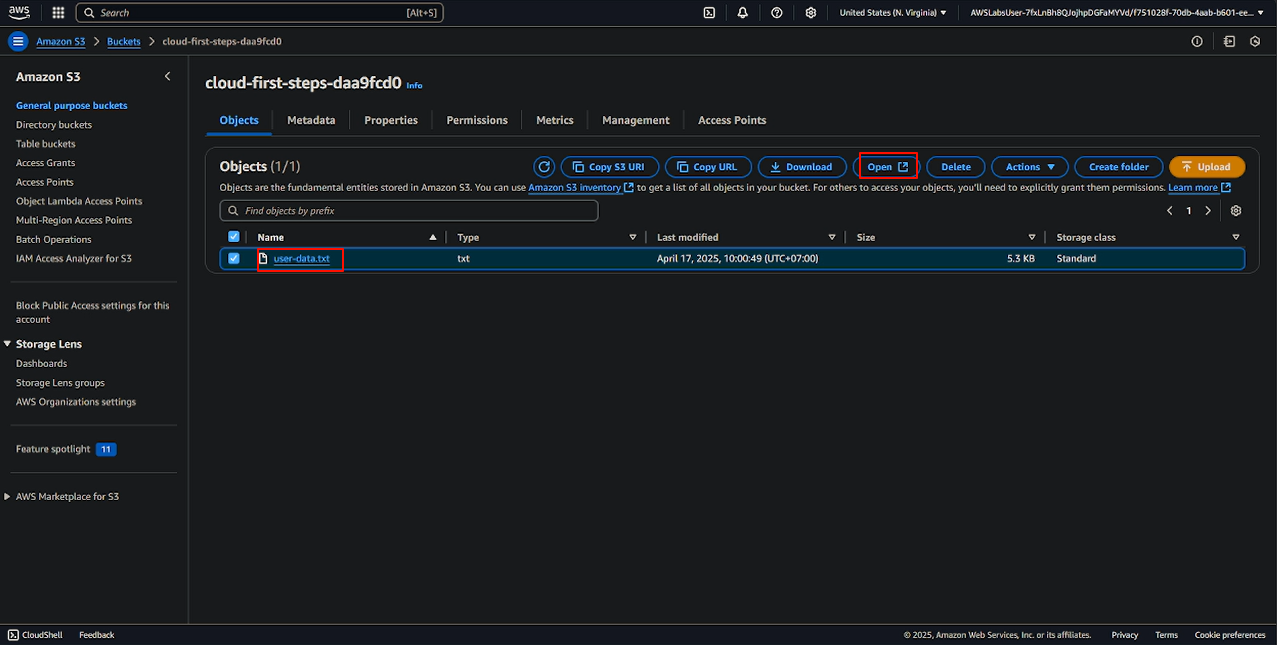 aws
Search [Alt+S]
United States (N. Virginia)
AWSLabsUser-7fxLnBh8QJojhpDGFaMYVd/f751028f-70db-4aab-b601-ee...
Amazon S3 > Buckets > cloud-first-steps-daa9fcd0
Amazon S3
General purpose buckets
Directory buckets
Table buckets
Access Grants
Access Points
Object Lambda Access Points
Multi-Region Access Points
Batch Operations
IAM Access Analyzer for S3
Block Public Access settings for this
account
Storage Lens
Dashboards
Storage Lens groups
AWS Organizations settings
Feature spotlight 11
AWS Marketplace for S3
cloud-first-steps-daa9fcd0 Info
Objects Metadata Properties Permissions Metrics Management Access Points
Objects (1/1)
Copy S3 URI Copy URL Download Open Delete Actions Create folder Upload
Objects are the fundamental entities stored in Amazon S3. You can use Amazon S3 inventory to get a list of all objects in your bucket. For others to access your objects, you'll need to explicitly grant them permissions. Learn more
Find objects by prefix
1
Name Type Last modified Size Storage class
user-data.txt txt April 17, 2025, 10:00:49 (UTC+07:00) 5.3 KB Standard
CloudShell Feedback © 2025, Amazon Web Services, Inc. or its affiliates. Privacy Terms Cookie preferences